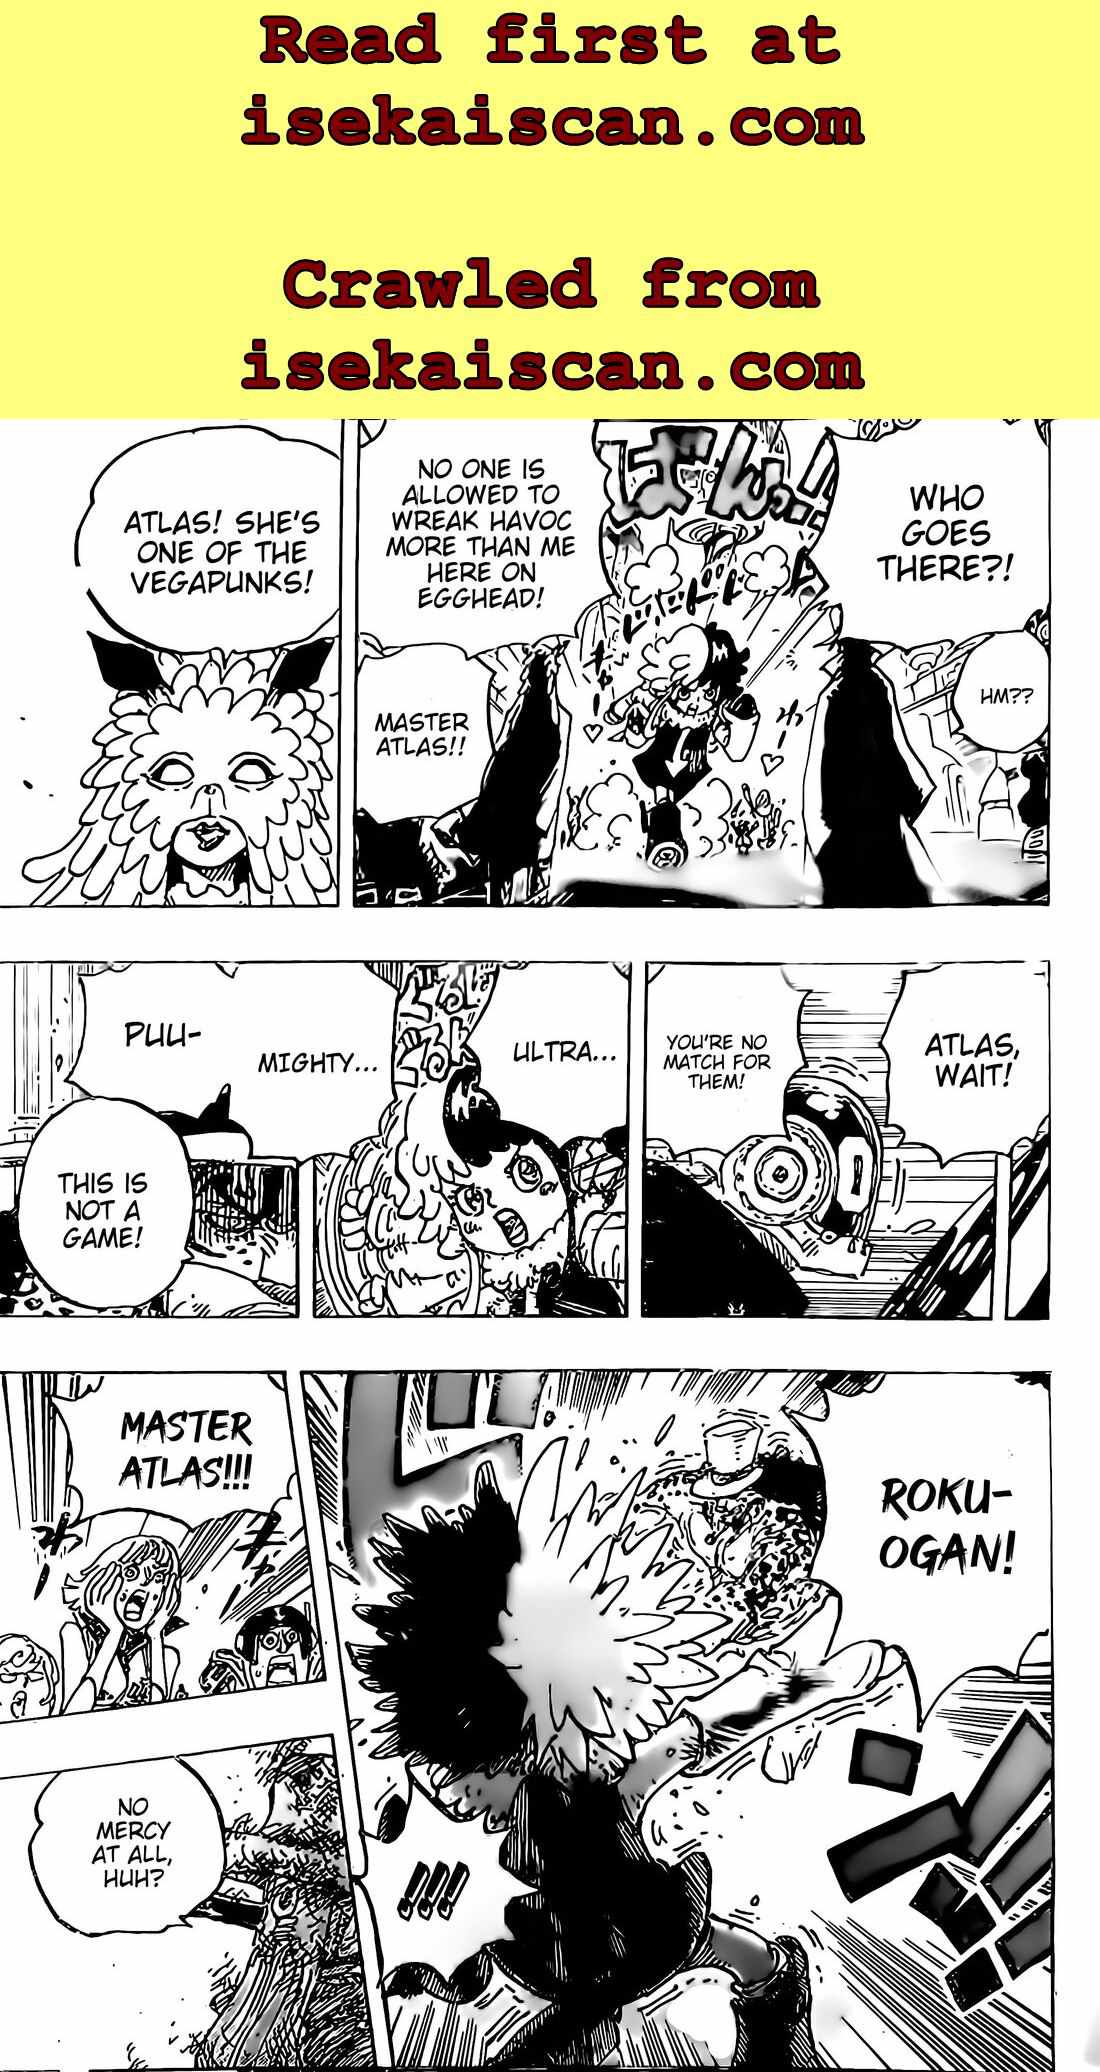 Read first at
isekaiscan.com
Crawled from
isekaiscan.com
WHO
GOES
THERE?!
HM??
ばん!!
NO ONE IS
ALLOWED TO
WREAK HAVOC
MORE THAN ME
HERE ON
EGGHEAD!
MASTER
ATLAS!!
ATLAS! SHE'S
ONE OF THE
VEGAPUNKS!
ATLAS,
WAIT!
YOU'RE NO
MATCH FOR
THEM!
ULTRA...
MIGHTY...
PUU-
THIS IS
NOT A
GAME!
ROKU-
OGAN!
!!!!
MASTER
ATLAS!!!
NO
MERCY
AT ALL,
HUH?